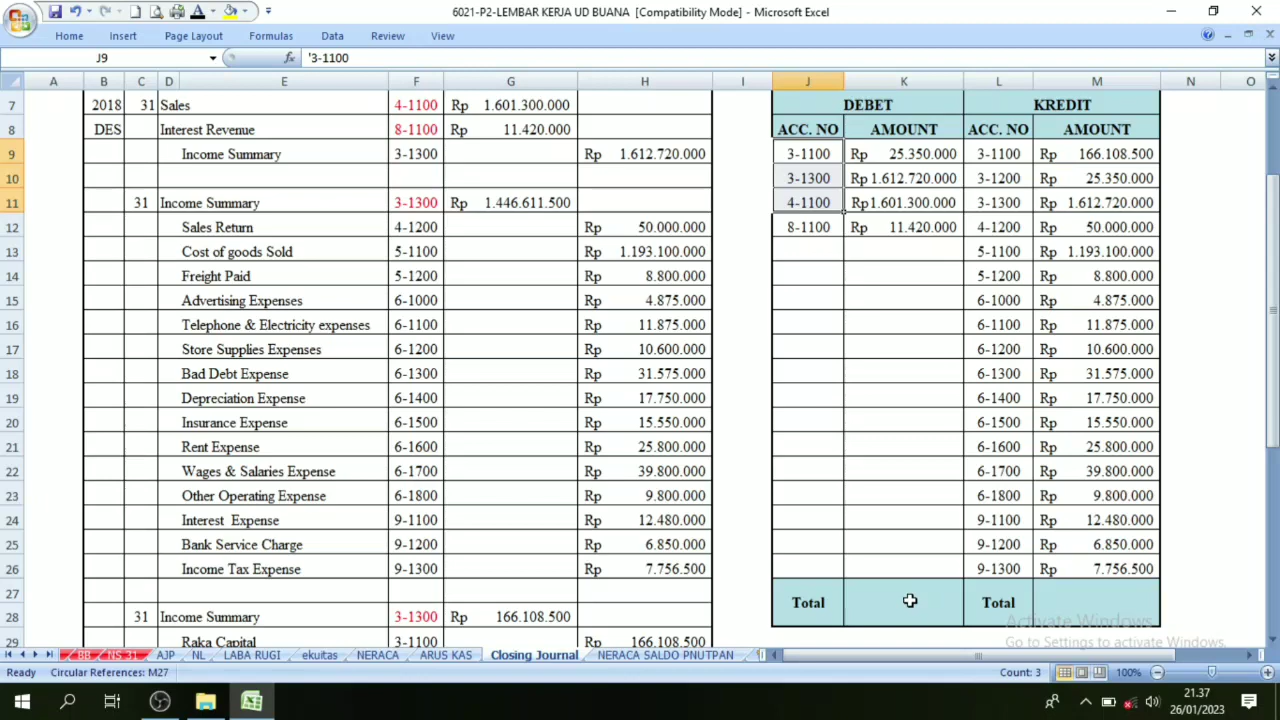 6021-P2-LEMBAR KERJA UD BUANA [Compatibility Mode] - Microsoft Excel
Home Insert Page Layout Formulas Data Review View
J9 fx '3-1100
A B C D E F G H I J K L M N O
7 2018 31 Sales 4-1100 Rp 1.601.300.000 DEBET KREDIT
8 DES Interest Revenue 8-1100 Rp 11.420.000 ACC. NO AMOUNT ACC. NO AMOUNT
9 Income Summary 3-1300 Rp 1.612.720.000 3-1100 Rp 25.350.000 3-1100 Rp 166.108.500
10 3-1300 Rp 1.612.720.000 3-1200 Rp 25.350.000
11 31 Income Summary 3-1300 Rp 1.446.611.500 4-1100 Rp 1.601.300.000 3-1300 Rp 1.612.720.000
12 Sales Return 4-1200 Rp 50.000.000 8-1100 Rp 11.420.000 4-1200 Rp 50.000.000
13 Cost of goods Sold 5-1100 Rp 1.193.100.000 5-1100 Rp 1.193.100.000
14 Freight Paid 5-1200 Rp 8.800.000 5-1200 Rp 8.800.000
15 Advertising Expenses 6-1000 Rp 4.875.000 6-1000 Rp 4.875.000
16 Telephone & Electricity expenses 6-1100 Rp 11.875.000 6-1100 Rp 11.875.000
17 Store Supplies Expenses 6-1200 Rp 10.600.000 6-1200 Rp 10.600.000
18 Bad Debt Expense 6-1300 Rp 31.575.000 6-1300 Rp 31.575.000
19 Depreciation Expense 6-1400 Rp 17.750.000 6-1400 Rp 17.750.000
20 Insurance Expense 6-1500 Rp 15.550.000 6-1500 Rp 15.550.000
21 Rent Expense 6-1600 Rp 25.800.000 6-1600 Rp 25.800.000
22 Wages & Salaries Expense 6-1700 Rp 39.800.000 6-1700 Rp 39.800.000
23 Other Operating Expense 6-1800 Rp 9.800.000 6-1800 Rp 9.800.000
24 Interest Expense 9-1100 Rp 12.480.000 9-1100 Rp 12.480.000
25 Bank Service Charge 9-1200 Rp 6.850.000 9-1200 Rp 6.850.000
26 Income Tax Expense 9-1300 Rp 7.756.500 9-1300 Rp 7.756.500
27 Total Total
28 31 Income Summary 3-1300 Rp 166.108.500
29 Raka Capital 3-1100 Rp 166.108.500
Activate Windows
Go to Settings to activate Windows.
BB NS 31 AJP NL LABA RUGI ekuitas NERACA ARUS KAS Closing Journal NERACA SALDO PNUTPAN
Ready Circular References: M27 Count: 3 100%
21.37
26/01/2023